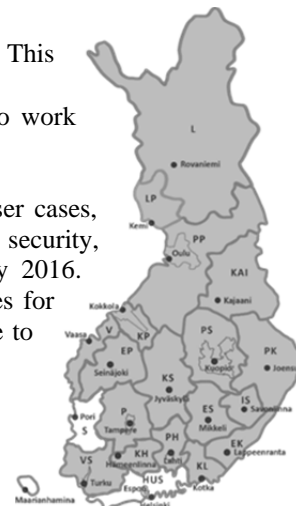 This
o work
ser cases,
security,
y 2016.
es for
e to
L
Rovaniemi
LP
Kemi
PP
Oulu
KAI
Kajaani
Kokkola
V
KP
Vaasa
EP
Seinäjoki
PS
Kuopio
PK
Joensu
KS
Jyväskylä
Pori
S
P
Tampere
ES
Mikkeli
IS
Savonlinna
VS
Turku
KH
Hämeenlinna
PH
Lahti
EK
Lappeenranta
KL
Kotka
HUS
Espoo
Helsinki
Maarianhamina